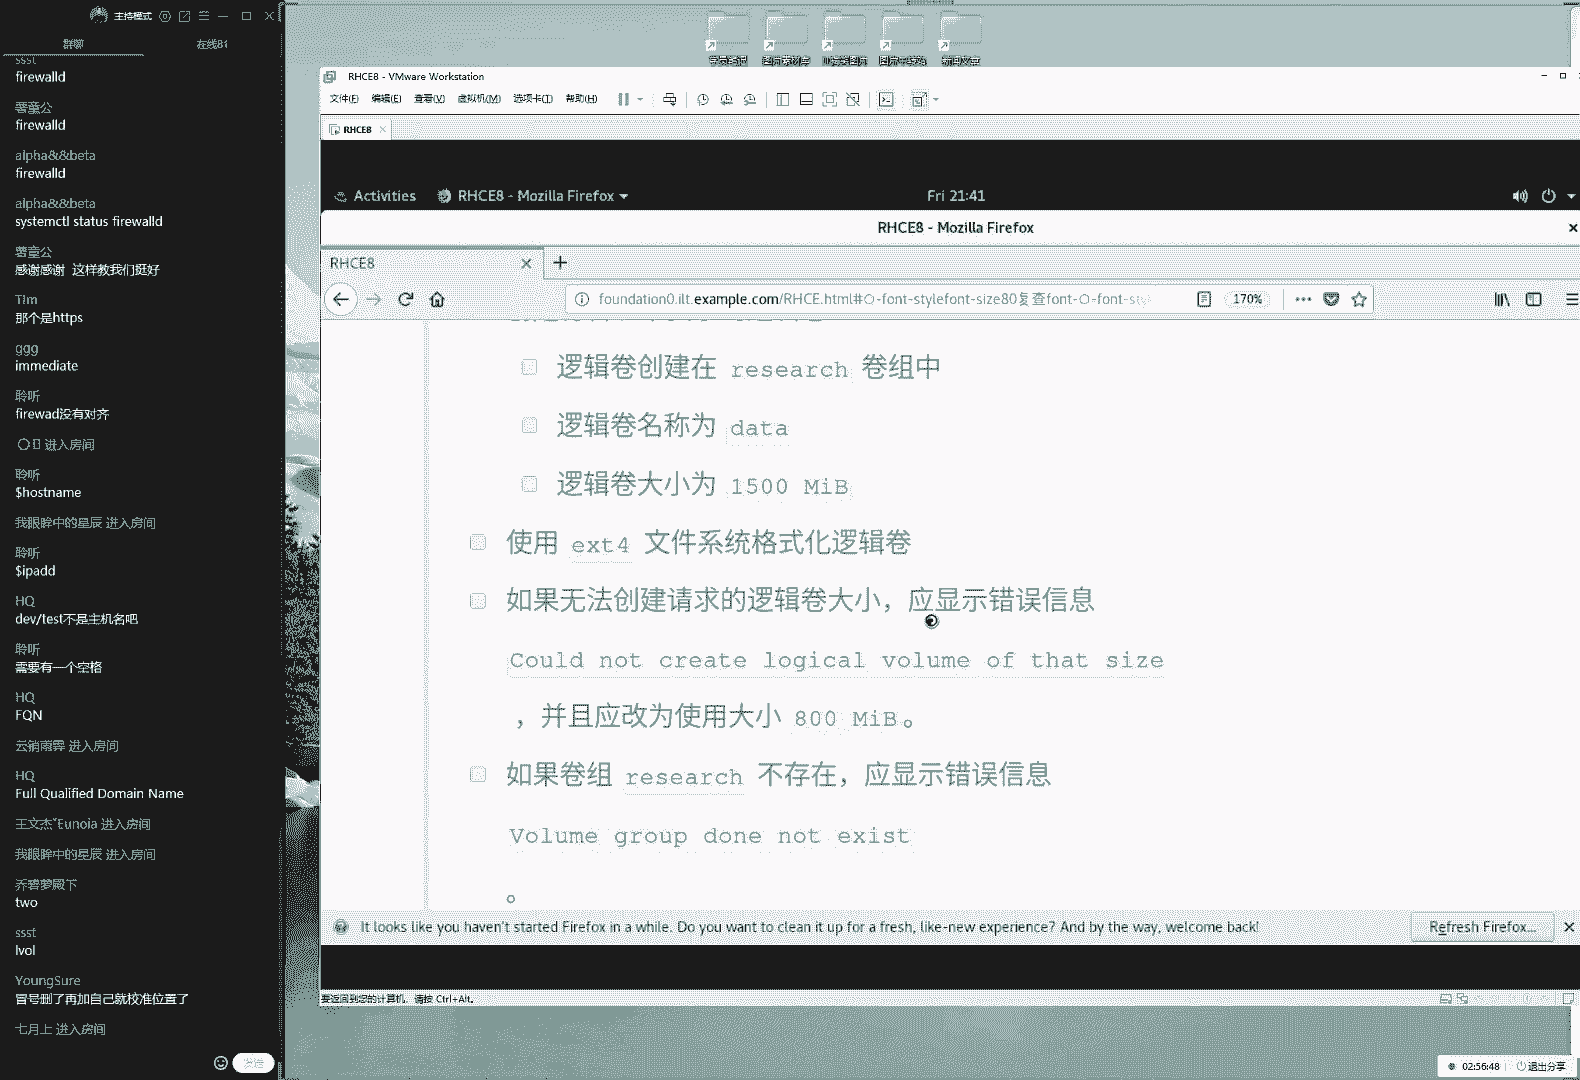 主持模式
群聊
在线81
ssst
firewalld
薯童公
firewalld
alpha&&beta
firewalld
alpha&&beta
systemctl status firewalld
薯童公
感谢感谢 这样教我们挺好
Tim
那个是https
ggg
immediate
聆听
firewad没有对齐
进入房间
聆听
$hostname
我眼眸中的星辰 进入房间
聆听
$ipadd
HQ
dev/test不是主机名吧
聆听
需要有一个空格
HQ
FQN
进入房间
HQ
Full Qualified Domain Name
王文杰 Eunoia 进入房间
我眼眸中的星辰 进入房间
乔碧萝殿下
two
ssst
lvol
YoungSure
冒号删了再加自己就校准位置了
七月上 进入房间
发送
RHCE8 - VMware Workstation
文件(F) 编辑(E) 查看(V) 虚拟机(M) 选项卡(T) 帮助(H)
RHCE8
Activities RHCE8 - Mozilla Firefox Fri 21:41
RHCE8 - Mozilla Firefox
RHCE8
foundation0.ilt.example.com/RHCE.html#○-font-stylefont-size80复查font-○-font-sty 170%
逻辑卷创建在 research 卷组中
逻辑卷名称为 data
逻辑卷大小为 1500 MiB
使用 ext4 文件系统格式化逻辑卷
如果无法创建请求的逻辑卷大小，应显示错误信息
Could not create logical volume of that size
，并且应改为使用大小 800 MiB。
如果卷组 research 不存在，应显示错误信息
Volume group done not exist
。
It looks like you haven't started Firefox in a while. Do you want to clean it up for a fresh, like-new experience? And by the way, welcome back! Refresh Firefox...
要返回到您的计算机，请按 Ctrl+Alt。
02:56:48 退出分享